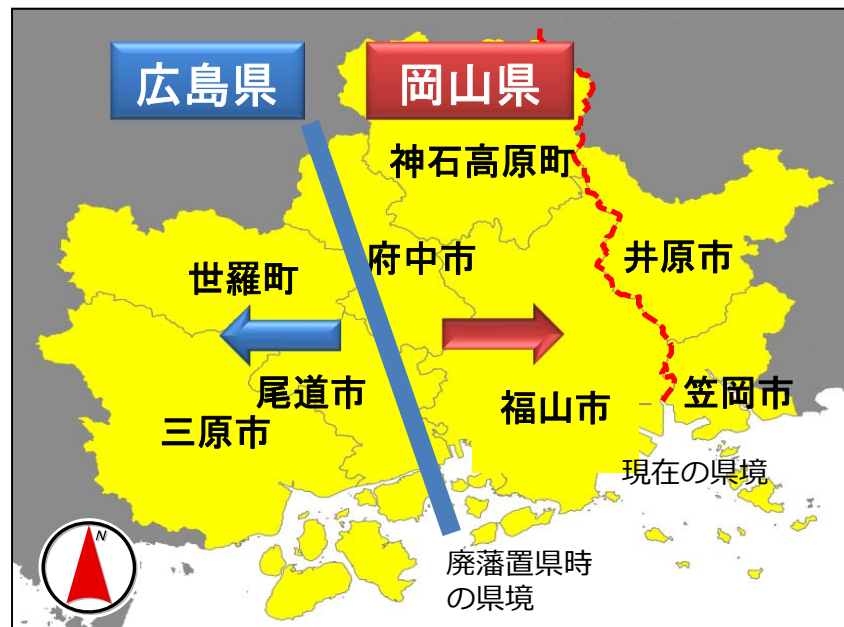 広島県
岡山県
神石高原町
府中市
井原市
世羅町
尾道市
三原市
福山市
笠岡市
現在の県境
廃藩置県時
の県境
N